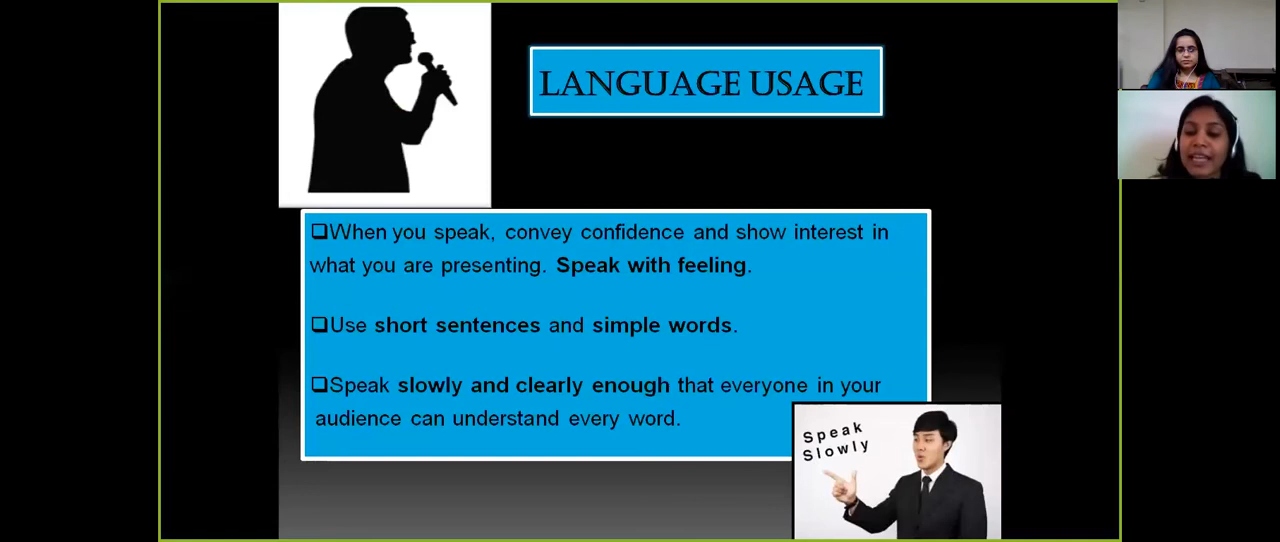 LANGUAGE USAGE
❑When you speak, convey confidence and show interest in
what you are presenting. Speak with feeling.
❑Use short sentences and simple words.
❑Speak slowly and clearly enough that everyone in your
audience can understand every word.
Speak
Slowly